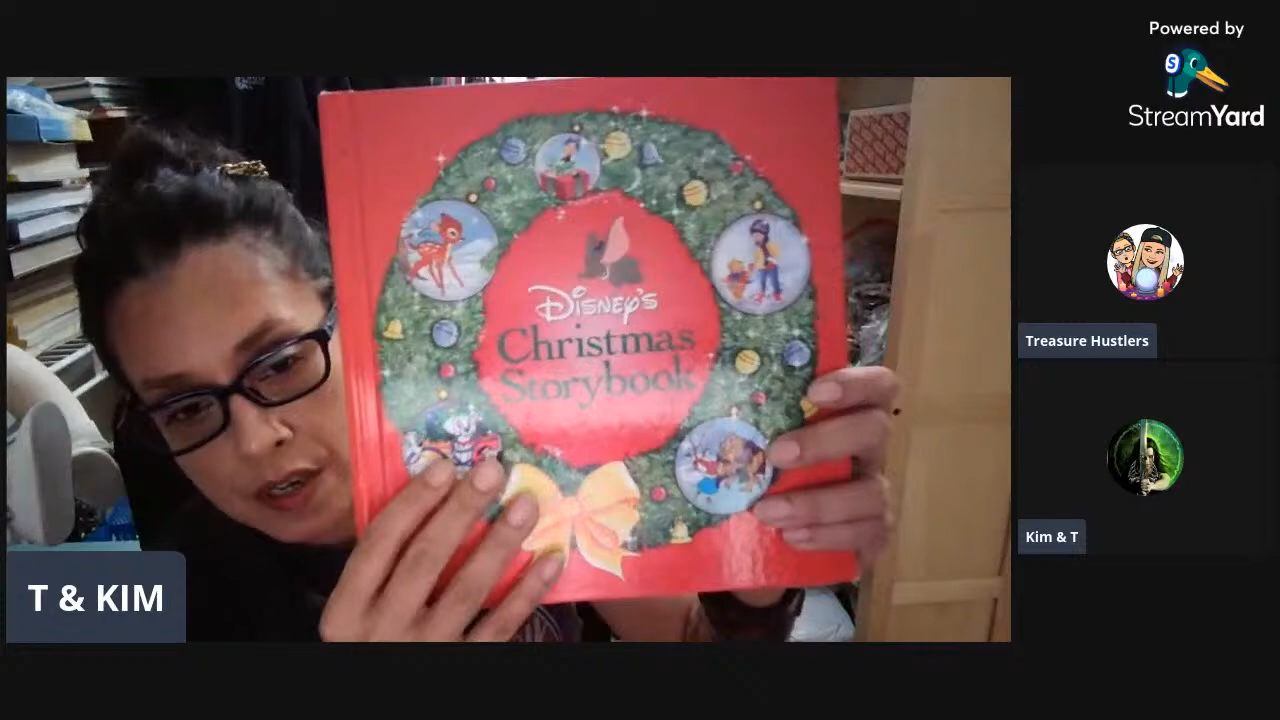 Powered by
S
StreamYard
DISNEY'S
Christmas
Storybook
Treasure Hustlers
Kim & T
T & KIM